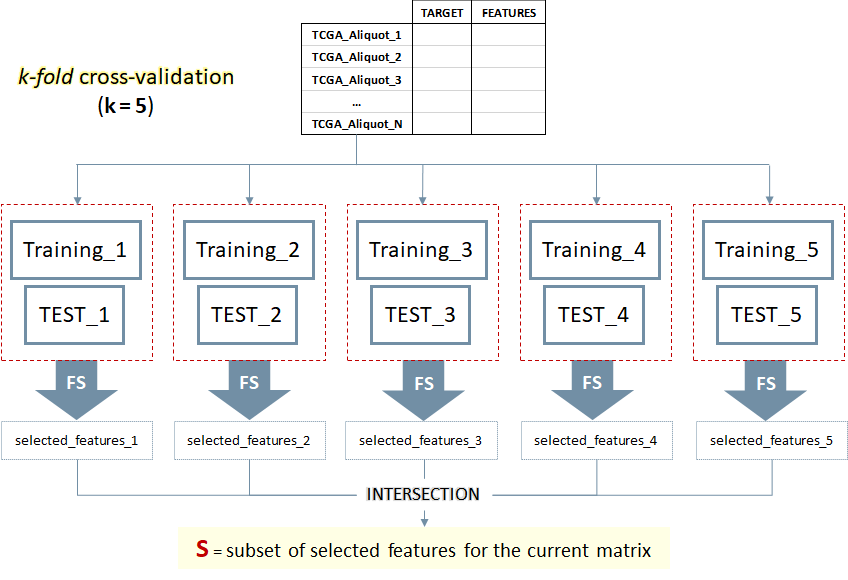 TARGET FEATURES
TCGA_Aliquot_1
TCGA_Aliquot_2
TCGA_Aliquot_3
...
TCGA_Aliquot_N
k-fold cross-validation
(k = 5)
Training_1 Training_2 Training_3 Training_4 Training_5
TEST_1 TEST_2 TEST_3 TEST_4 TEST_5
FS FS FS FS FS
selected_features_1 selected_features_2 selected_features_3 selected_features_4 selected_features_5
INTERSECTION
S = subset of selected features for the current matrix